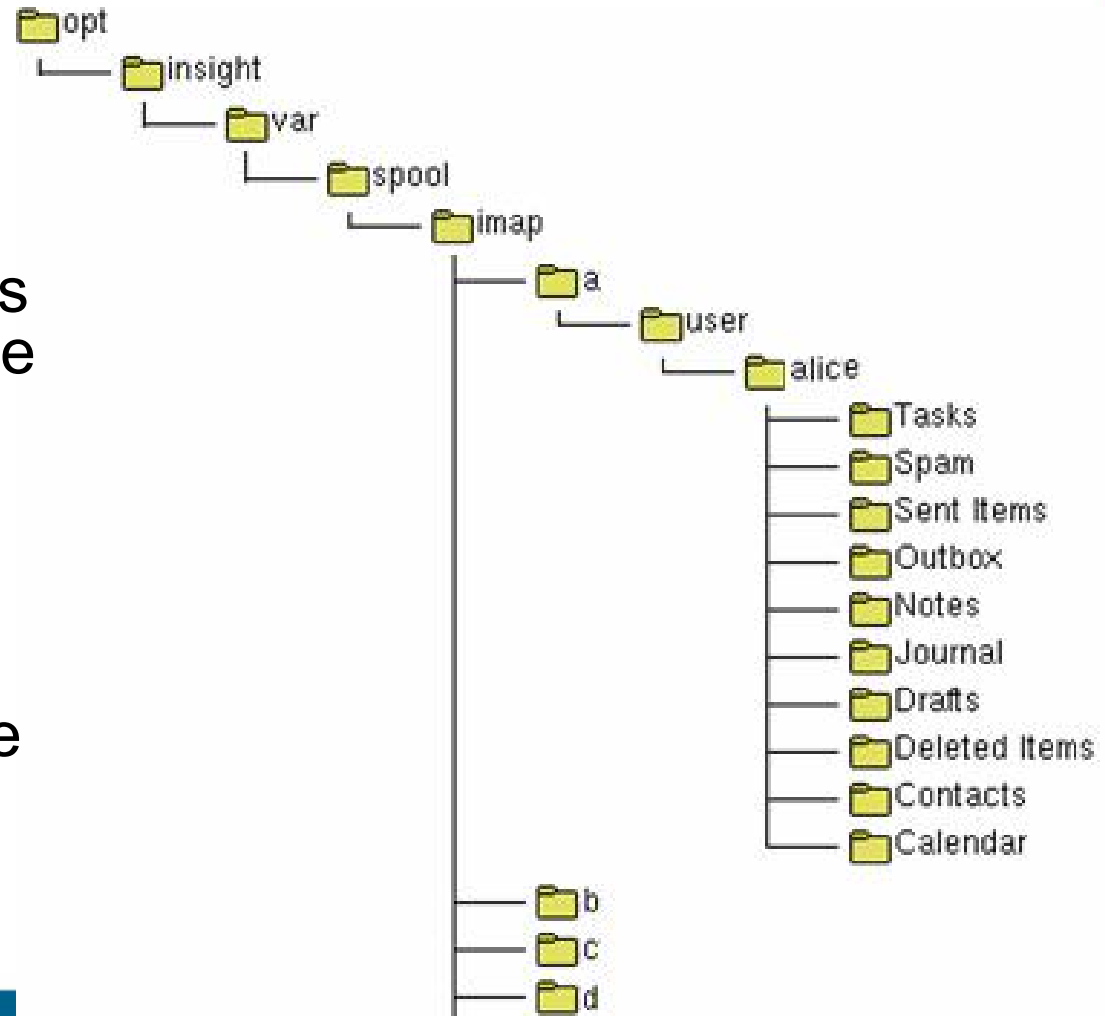 opt
insight
var
spool
imap
s
a
user
e
alice
Tasks
Spam
Sent Items
Outbox
Notes
Journal
Drafts
e
Deleted Items
Contacts
Calendar
b
c
d